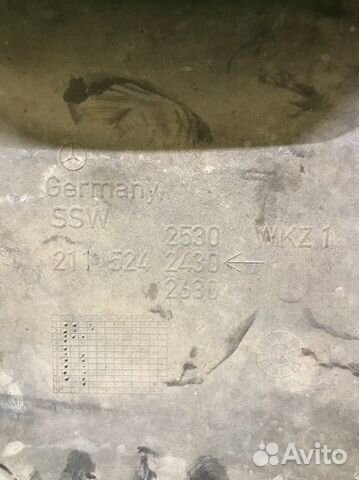 Germany
SSW
2530 WKZ 1
211 524 2430 ←
2630
Avito